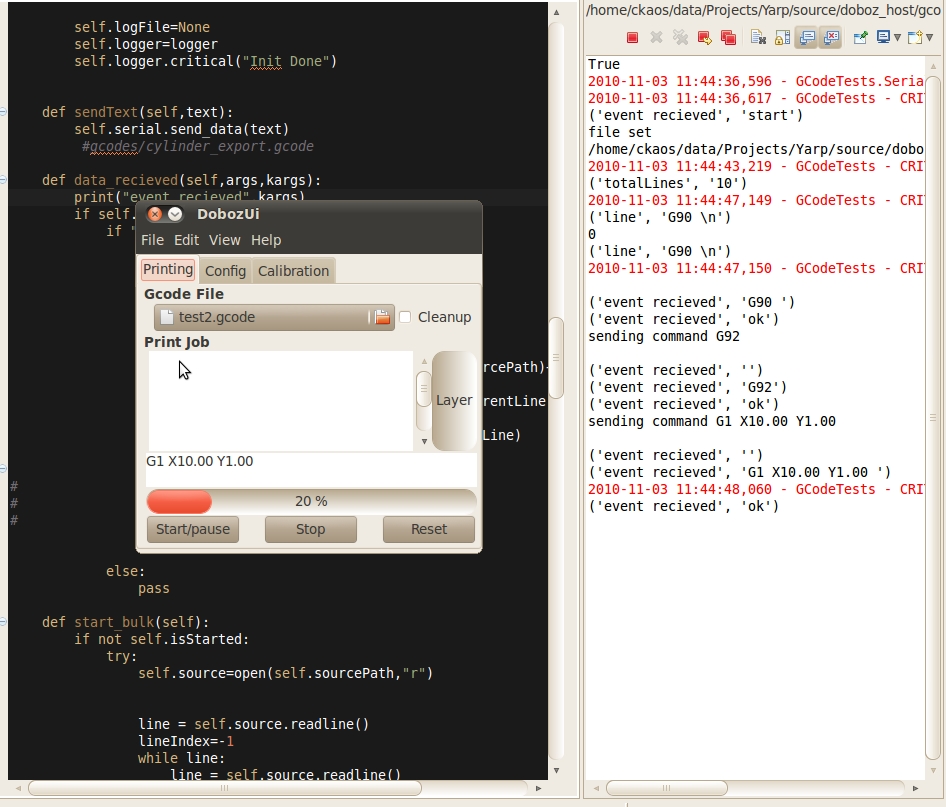 self.logFile=None
self.logger=logger
self.logger.critical("Init Done")
def sendText(self,text):
self.serial.send_data(text)
#gcodes/cylinder_export.gcode
def data_recieved(self,args,kargs):
print("event recieved",kargs)
if self.
if "
rcePath)
rentLine
Line)
#
#
#
else:
pass
def start_bulk(self):
if not self.isStarted:
try:
self.source=open(self.sourcePath,"r")
line = self.source.readline()
lineIndex=-1
while line:
line = self.source.readline()
DobozUi
File Edit View Help
Printing Config Calibration
Gcode File
test2.gcode Cleanup
Print Job
Layer
G1 X10.00 Y1.00
20 %
Start/pause Stop Reset
/home/ckaos/data/Projects/Yarp/source/doboz_host/gco
True
2010-11-03 11:44:36,596 - GCodeTests.Seria
2010-11-03 11:44:36,617 - GCodeTests - CRI
('event recieved', 'start')
file set
/home/ckaos/data/Projects/Yarp/source/dobo
2010-11-03 11:44:43,219 - GCodeTests - CRI
('totalLines', '10')
2010-11-03 11:44:47,149 - GCodeTests - CRI
('line', 'G90 \n')
0
('line', 'G90 \n')
2010-11-03 11:44:47,150 - GCodeTests - CRI
('event recieved', 'G90 ')
('event recieved', 'ok')
sending command G92
('event recieved', '')
('event recieved', 'G92')
('event recieved', 'ok')
sending command G1 X10.00 Y1.00
('event recieved', '')
('event recieved', 'G1 X10.00 Y1.00 ')
2010-11-03 11:44:48,060 - GCodeTests - CRI
('event recieved', 'ok')